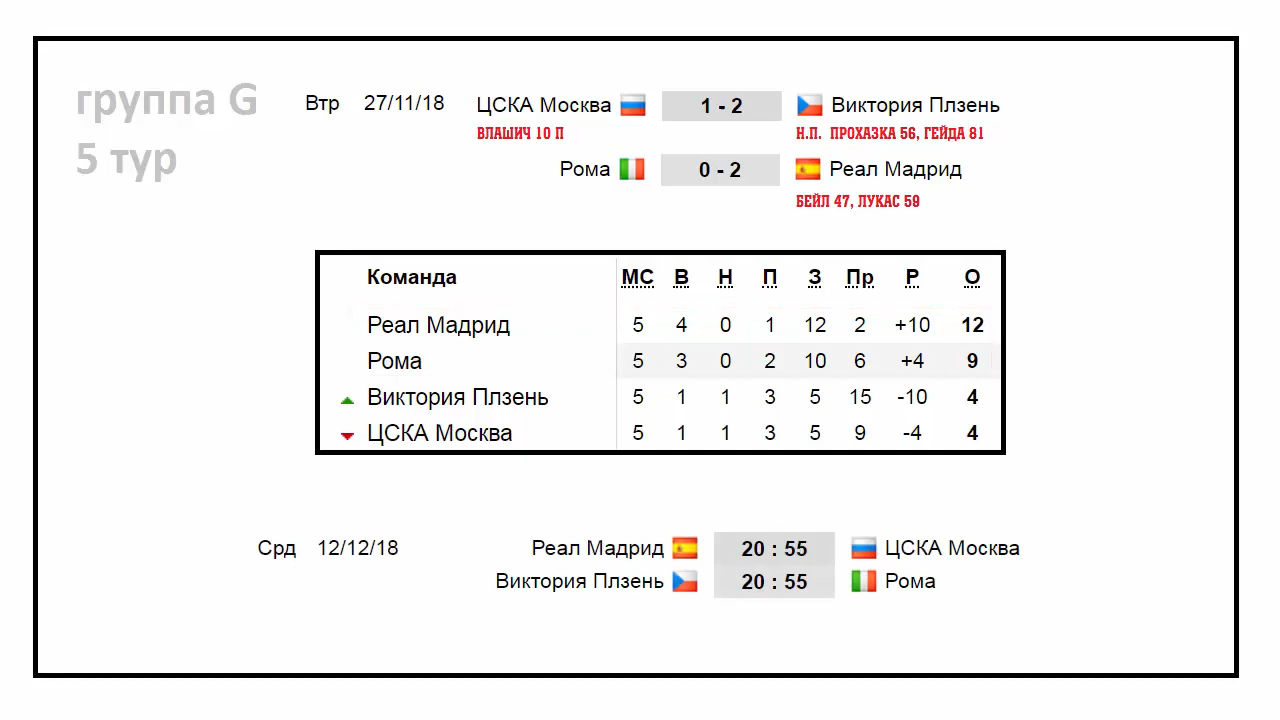 группа G
5 тур
Втр 27/11/18 ЦСКА Москва 1 - 2 Виктория Плзень
ВЛАШИЧ 10 П Н.П. ПРОХАЗКА 56, ГЕЙДА 81
Рома 0 - 2 Реал Мадрид
БЕЙЛ 47, ЛУКАС 59
Команда МС В Н П З Пр Р О
Реал Мадрид 5 4 0 1 12 2 +10 12
Рома 5 3 0 2 10 6 +4 9
Виктория Плзень 5 1 1 3 5 15 -10 4
ЦСКА Москва 5 1 1 3 5 9 -4 4
Срд 12/12/18 Реал Мадрид 20 : 55 ЦСКА Москва
Виктория Плзень 20 : 55 Рома